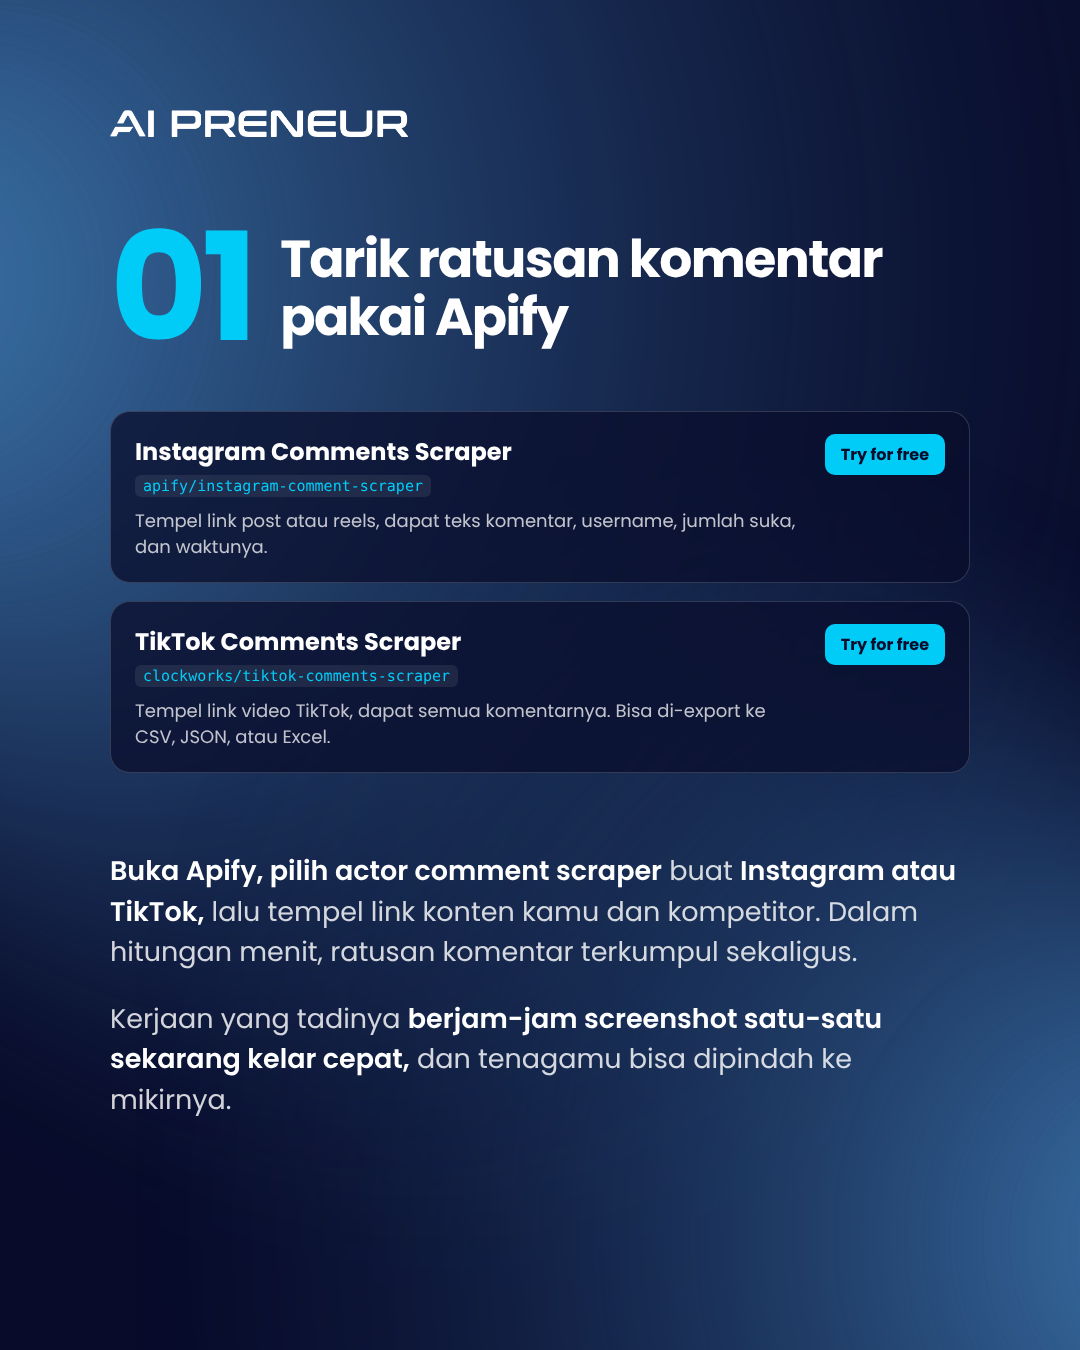 AI PRENEUR
01
Tarik ratusan komentar
pakai Apify
Instagram Comments Scraper
Try for free
apify/instagram-comment-scraper
Tempel link post atau reels, dapat teks komentar, username, jumlah suka,
dan waktunya.
TikTok Comments Scraper
Try for free
clockworks/tiktok-comments-scraper
Tempel link video TikTok, dapat semua komentarnya. Bisa di-export ke
CSV, JSON, atau Excel.
Buka Apify, pilih actor comment scraper buat Instagram atau
TikTok, lalu tempel link konten kamu dan kompetitor. Dalam
hitungan menit, ratusan komentar terkumpul sekaligus.
Kerjaan yang tadinya berjam-jam screenshot satu-satu
sekarang kelar cepat, dan tenagamu bisa dipindah ke
mikirnya.